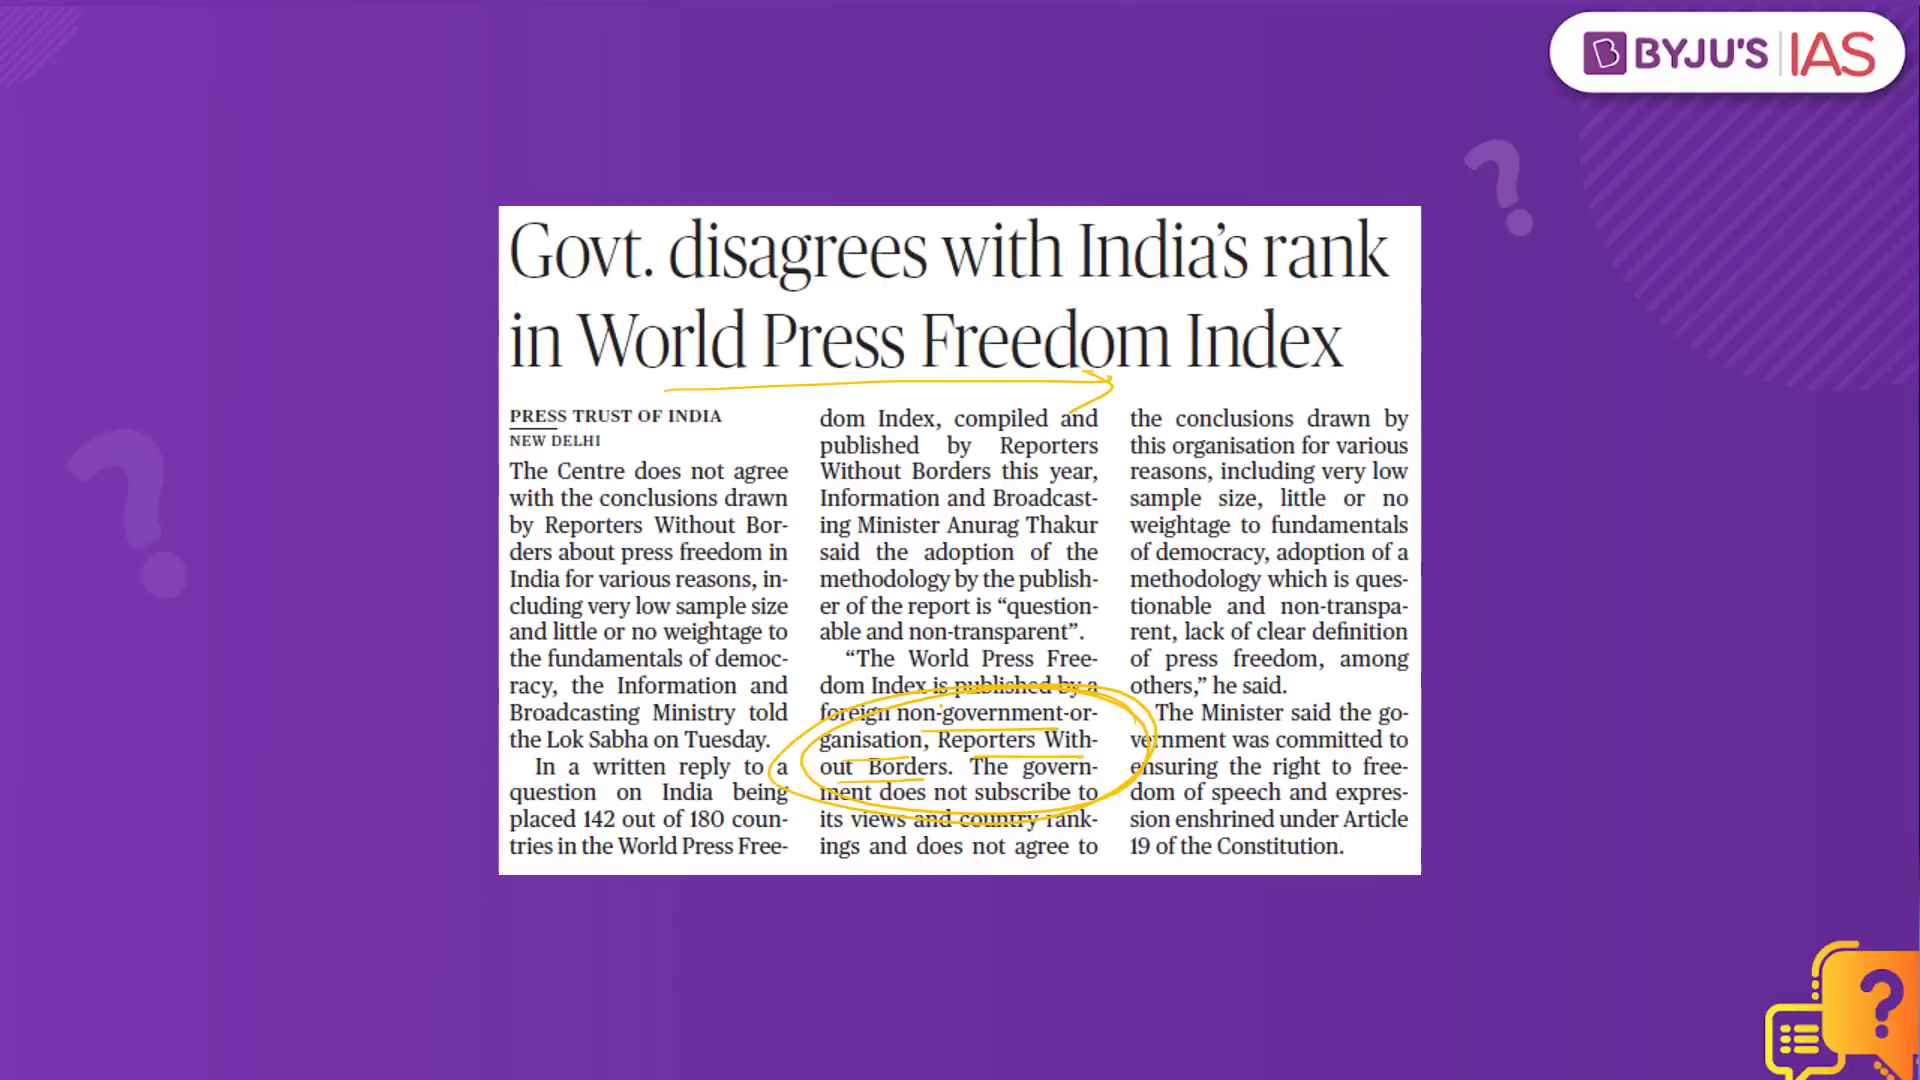 BYJU'S IAS
Govt. disagrees with India's rank
in World Press Freedom Index
PRESS TRUST OF INDIA
NEW DELHI
The Centre does not agree
with the conclusions drawn
by Reporters Without Bor-
ders about press freedom in
India for various reasons, in-
cluding very low sample size
and little or no weightage to
the fundamentals of democ-
racy, the Information and
Broadcasting Ministry told
the Lok Sabha on Tuesday.
In a written reply to a
question on India being
placed 142 out of 180 coun-
tries in the World Press Free-
dom Index, compiled and
published by Reporters
Without Borders this year,
Information and Broadcast-
ing Minister Anurag Thakur
said the adoption of the
methodology by the publish-
er of the report is “question-
able and non-transparent”.
“The World Press Free-
dom Index is published by a
foreign non-government-or-
ganisation, Reporters With-
out Borders. The govern-
ment does not subscribe to
its views and country rank-
ings and does not agree to
the conclusions drawn by
this organisation for various
reasons, including very low
sample size, little or no
weightage to fundamentals
of democracy, adoption of a
methodology which is ques-
tionable and non-transpa-
rent, lack of clear definition
of press freedom, among
others,” he said.
The Minister said the go-
vernment was committed to
ensuring the right to free-
dom of speech and expres-
sion enshrined under Article
19 of the Constitution.